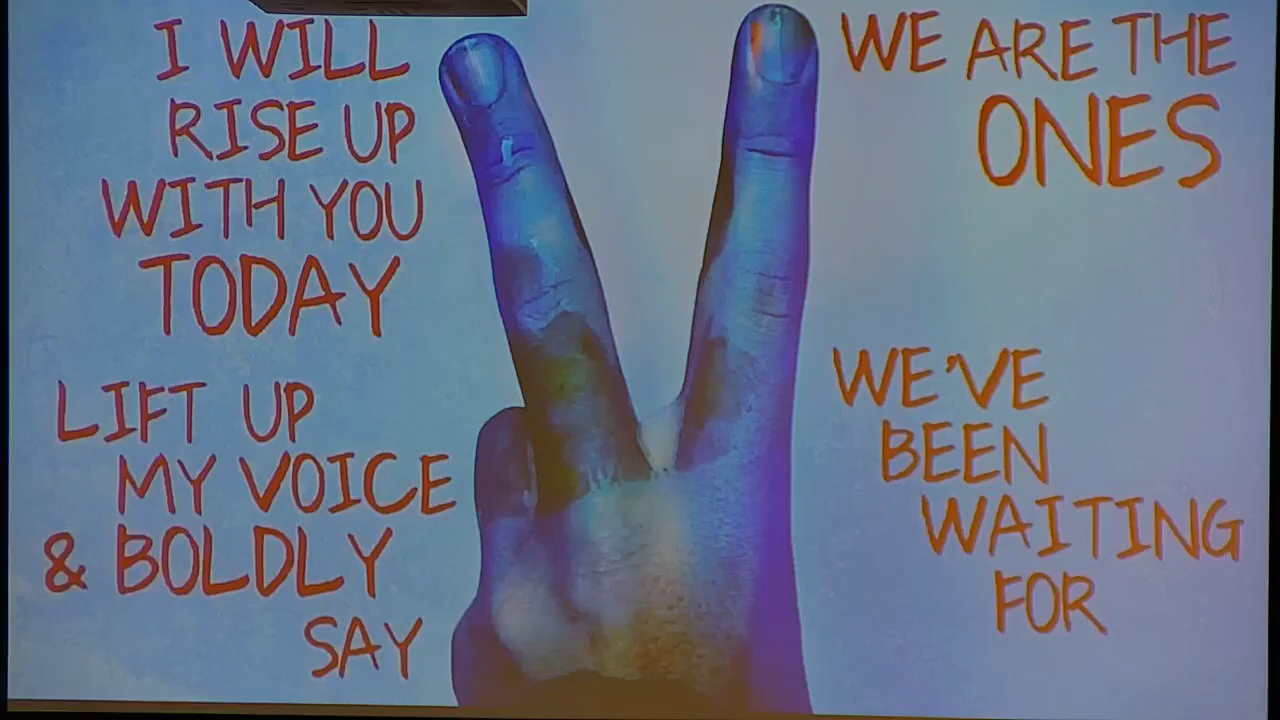 I WILL
RISE UP
WITH YOU
TODAY
LIFT UP
MY VOICE
& BOLDLY
SAY
WE ARE THE
ONES
WE'VE
BEEN
WAITING
FOR